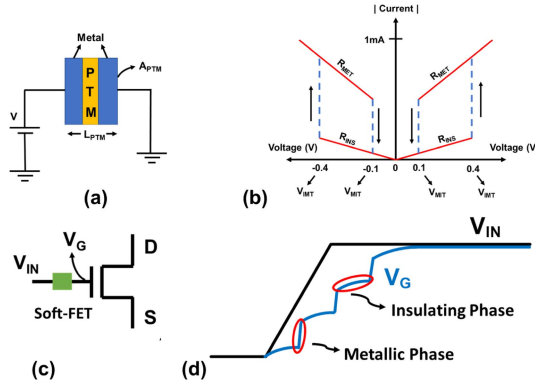 Metal
P
T
M
A_PTM
V
L_PTM
(a)
| Current |
1mA
R_MET
R_MET
R_INS
R_INS
Voltage (V)
Voltage (V)
-0.4
-0.1
0
0.1
0.4
V_IMT
V_MIT
V_MIT
V_IMT
(b)
V_G
D
V_IN
Soft-FET
S
(c)
V_IN
V_G
Insulating Phase
Metallic Phase
(d)